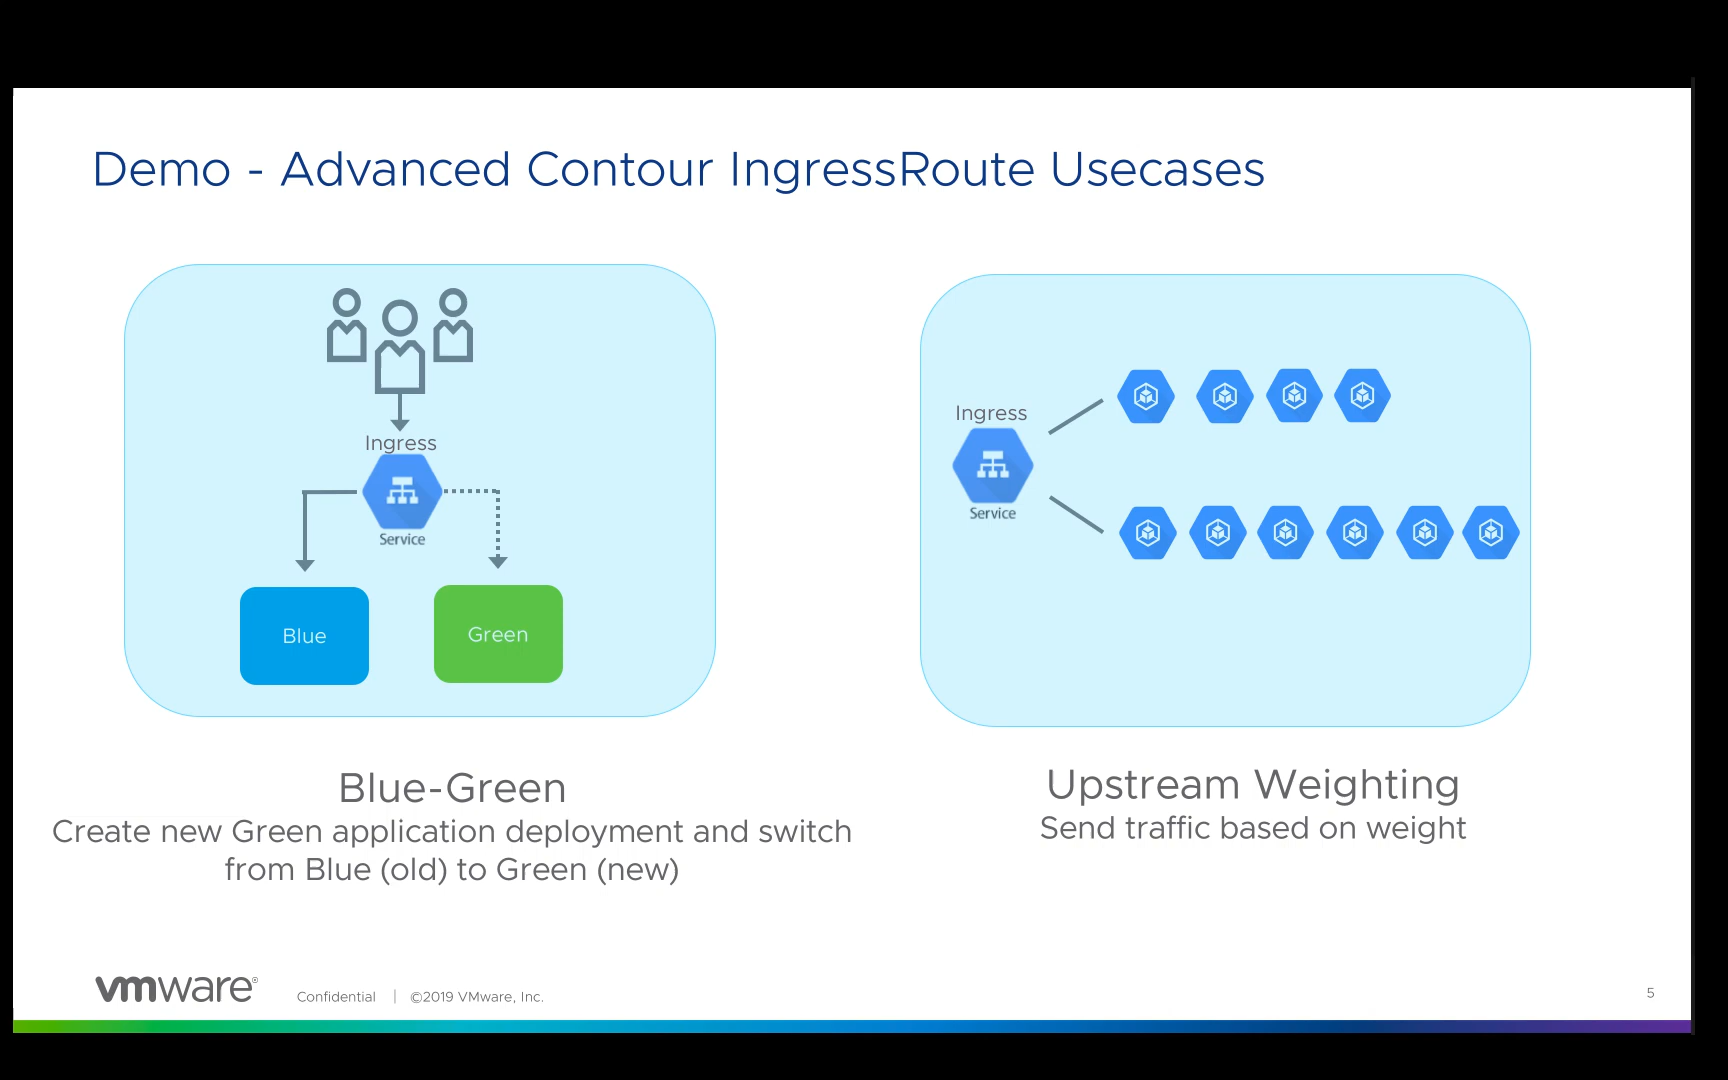 Demo - Advanced Contour IngressRoute Usecases
Ingress
Service
Blue
Green
Blue-Green
Create new Green application deployment and switch
from Blue (old) to Green (new)
Ingress
Service
Upstream Weighting
Send traffic based on weight
vmware®
Confidential | ©2019 VMware, Inc.
5